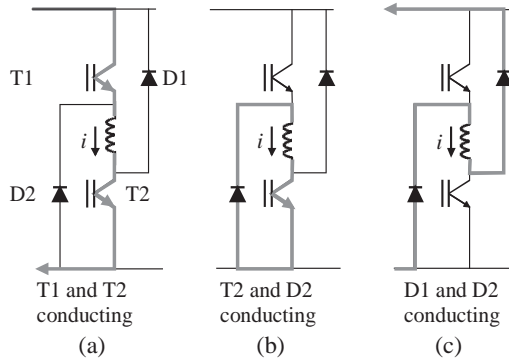 T1
D1
i
i
i
D2
T2
T1 and T2
conducting
(a)
T2 and D2
conducting
(b)
D1 and D2
conducting
(c)